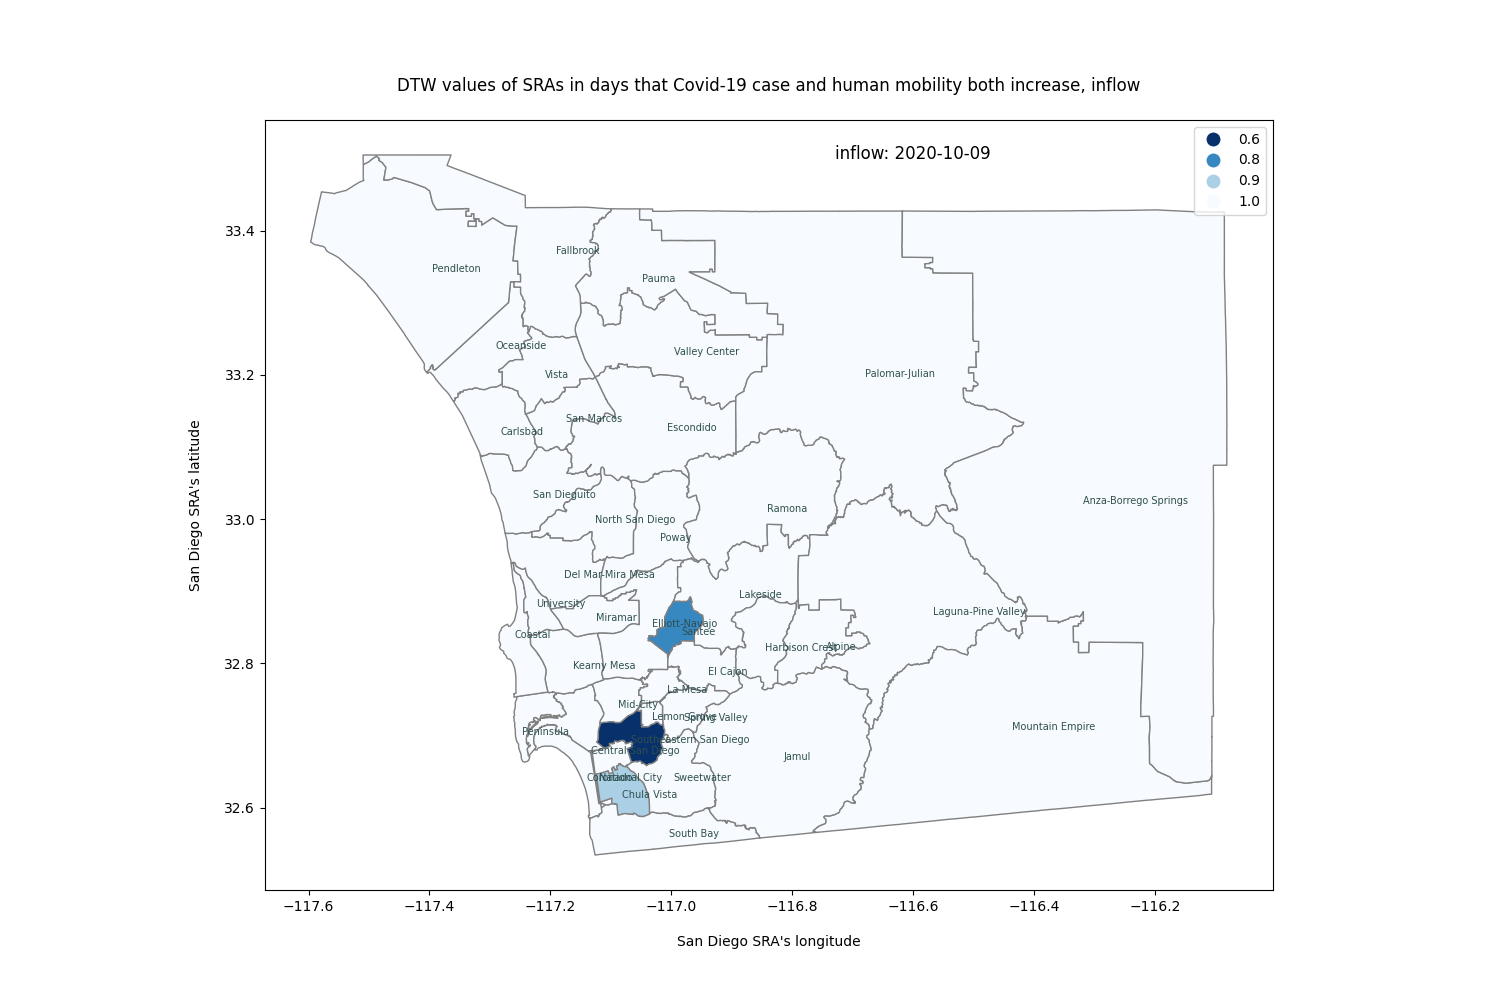 DTW values of SRAs in days that Covid-19 case and human mobility both increase, inflow
inflow: 2020-10-09
0.6
0.8
0.9
1.0
San Diego SRA's latitude
33.4
33.2
33.0
32.8
32.6
Fallbrook
Pendleton
Pauma
Oceanside
Valley Center
Vista
Palomar-Julian
San Marcos
Carlsbad
Escondido
San Dieguito
Anza-Borrego Springs
Ramona
North San Diego
Poway
Del Mar-Mira Mesa
Lakeside
University
Miramar
Laguna-Pine Valley
Elliott-Navajo
Santee
Coastal
Harbison Crest
Alpine
Kearny Mesa
El Cajon
La Mesa
Mid-City
Lemon Grove
Spring Valley
Peninsula
Mountain Empire
Southeastern San Diego
Central San Diego
Jamul
Coronado
National City
Sweetwater
Chula Vista
South Bay
−117.6
−117.4
−117.2
−117.0
−116.8
−116.6
−116.4
−116.2
San Diego SRA's longitude